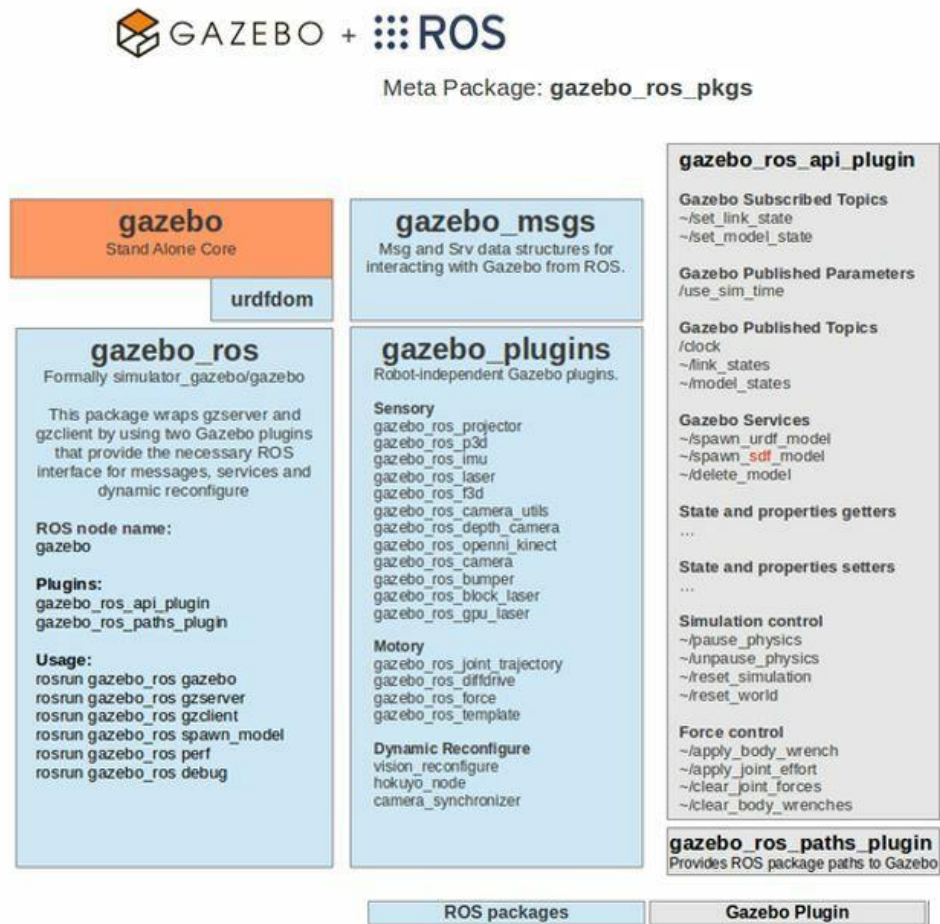 GAZEBO + ROS
Meta Package: gazebo_ros_pkgs
gazebo
Stand Alone Core
urdfdom
gazebo_ros
Formally simulator_gazebo/gazebo
This package wraps gzserver and
gzclient by using two Gazebo plugins
that provide the necessary ROS
interface for messages, services and
dynamic reconfigure
ROS node name:
gazebo
Plugins:
gazebo_ros_api_plugin
gazebo_ros_paths_plugin
Usage:
rosrun gazebo_ros gazebo
rosrun gazebo_ros gzserver
rosrun gazebo_ros gzclient
rosrun gazebo_ros spawn_model
rosrun gazebo_ros perf
rosrun gazebo_ros debug
gazebo_msgs
Msg and Srv data structures for
interacting with Gazebo from ROS.
gazebo_plugins
Robot-independent Gazebo plugins.
Sensory
gazebo_ros_projector
gazebo_ros_p3d
gazebo_ros_imu
gazebo_ros_laser
gazebo_ros_f3d
gazebo_ros_camera_utils
gazebo_ros_depth_camera
gazebo_ros_openni_kinect
gazebo_ros_camera
gazebo_ros_bumper
gazebo_ros_block_laser
gazebo_ros_gpu_laser
Motory
gazebo_ros_joint_trajectory
gazebo_ros_diffdrive
gazebo_ros_force
gazebo_ros_template
Dynamic Reconfigure
vision_reconfigure
hokuyo_node
camera_synchronizer
gazebo_ros_api_plugin
Gazebo Subscribed Topics
~/set_link_state
~/set_model_state
Gazebo Published Parameters
/use_sim_time
Gazebo Published Topics
/clock
~/link_states
~/model_states
Gazebo Services
~/spawn_urdf_model
~/spawn_sdf_model
~/delete_model
State and properties getters
...
State and properties setters
...
Simulation control
~/pause_physics
~/unpause_physics
~/reset_simulation
~/reset_world
Force control
~/apply_body_wrench
~/apply_joint_effort
~/clear_joint_forces
~/clear_body_wrenches
gazebo_ros_paths_plugin
Provides ROS package paths to Gazebo
ROS packages
Gazebo Plugin